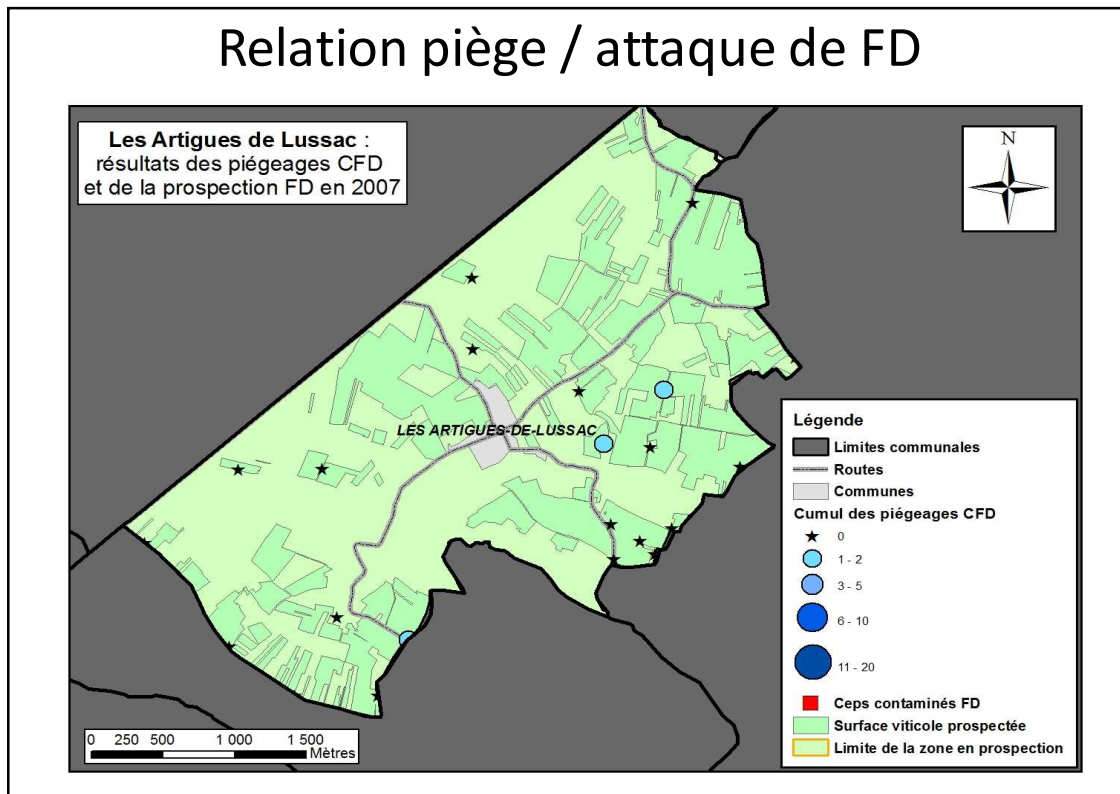 Relation piège / attaque de FD
Les Artigues de Lussac :
résultats des piégeages CFD
et de la prospection FD en 2007
N
LES ARTIGUES-DE-LUSSAC
Légende
Limites communales
Routes
Communes
Cumul des piégeages CFD
0
1 - 2
3 - 5
6 - 10
11 - 20
Ceps contaminés FD
Surface viticole prospectée
Limite de la zone en prospection
0 250 500 1 000 1 500
Mètres